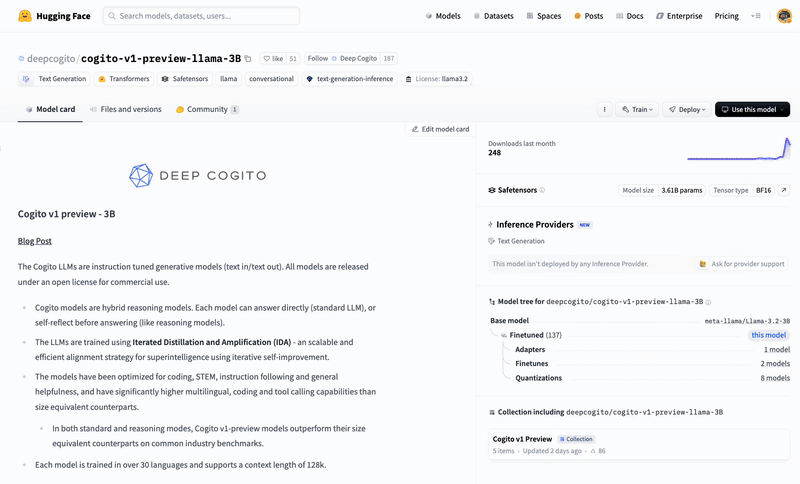 Hugging Face
Search models, datasets, users...
Models
Datasets
Spaces
Posts
Docs
Enterprise
Pricing
deepcogito/cogito-v1-preview-llama-3B
like 51
Follow Deep Cogito 187
Text Generation
Transformers
Safetensors
llama
conversational
text-generation-inference
License: llama3.2
Model card
Files and versions
Community 1
Train
Deploy
Use this model
Edit model card
DEEP COGITO
Cogito v1 preview - 3B
Blog Post
The Cogito LLMs are instruction tuned generative models (text in/text out). All models are released
under an open license for commercial use.
Cogito models are hybrid reasoning models. Each model can answer directly (standard LLM), or
self-reflect before answering (like reasoning models).
The LLMs are trained using Iterated Distillation and Amplification (IDA) - an scalable and
efficient alignment strategy for superintelligence using iterative self-improvement.
The models have been optimized for coding, STEM, instruction following and general
helpfulness, and have significantly higher multilingual, coding and tool calling capabilities than
size equivalent counterparts.
In both standard and reasoning modes, Cogito v1-preview models outperform their size
equivalent counterparts on common industry benchmarks.
Each model is trained in over 30 languages and supports a context length of 128k.
Downloads last month
248
Safetensors
Model size 3.61B params
Tensor type BF16
Inference Providers NEW
Text Generation
This model isn't deployed by any Inference Provider.
Ask for provider support
Model tree for deepcogito/cogito-v1-preview-llama-3B
Base model meta-llama/Llama-3.2-3B
Finetuned (137) this model
Adapters 1 model
Finetunes 2 models
Quantizations 8 models
Collection including deepcogito/cogito-v1-preview-llama-3B
Cogito v1 Preview Collection
5 items · Updated 2 days ago · 86